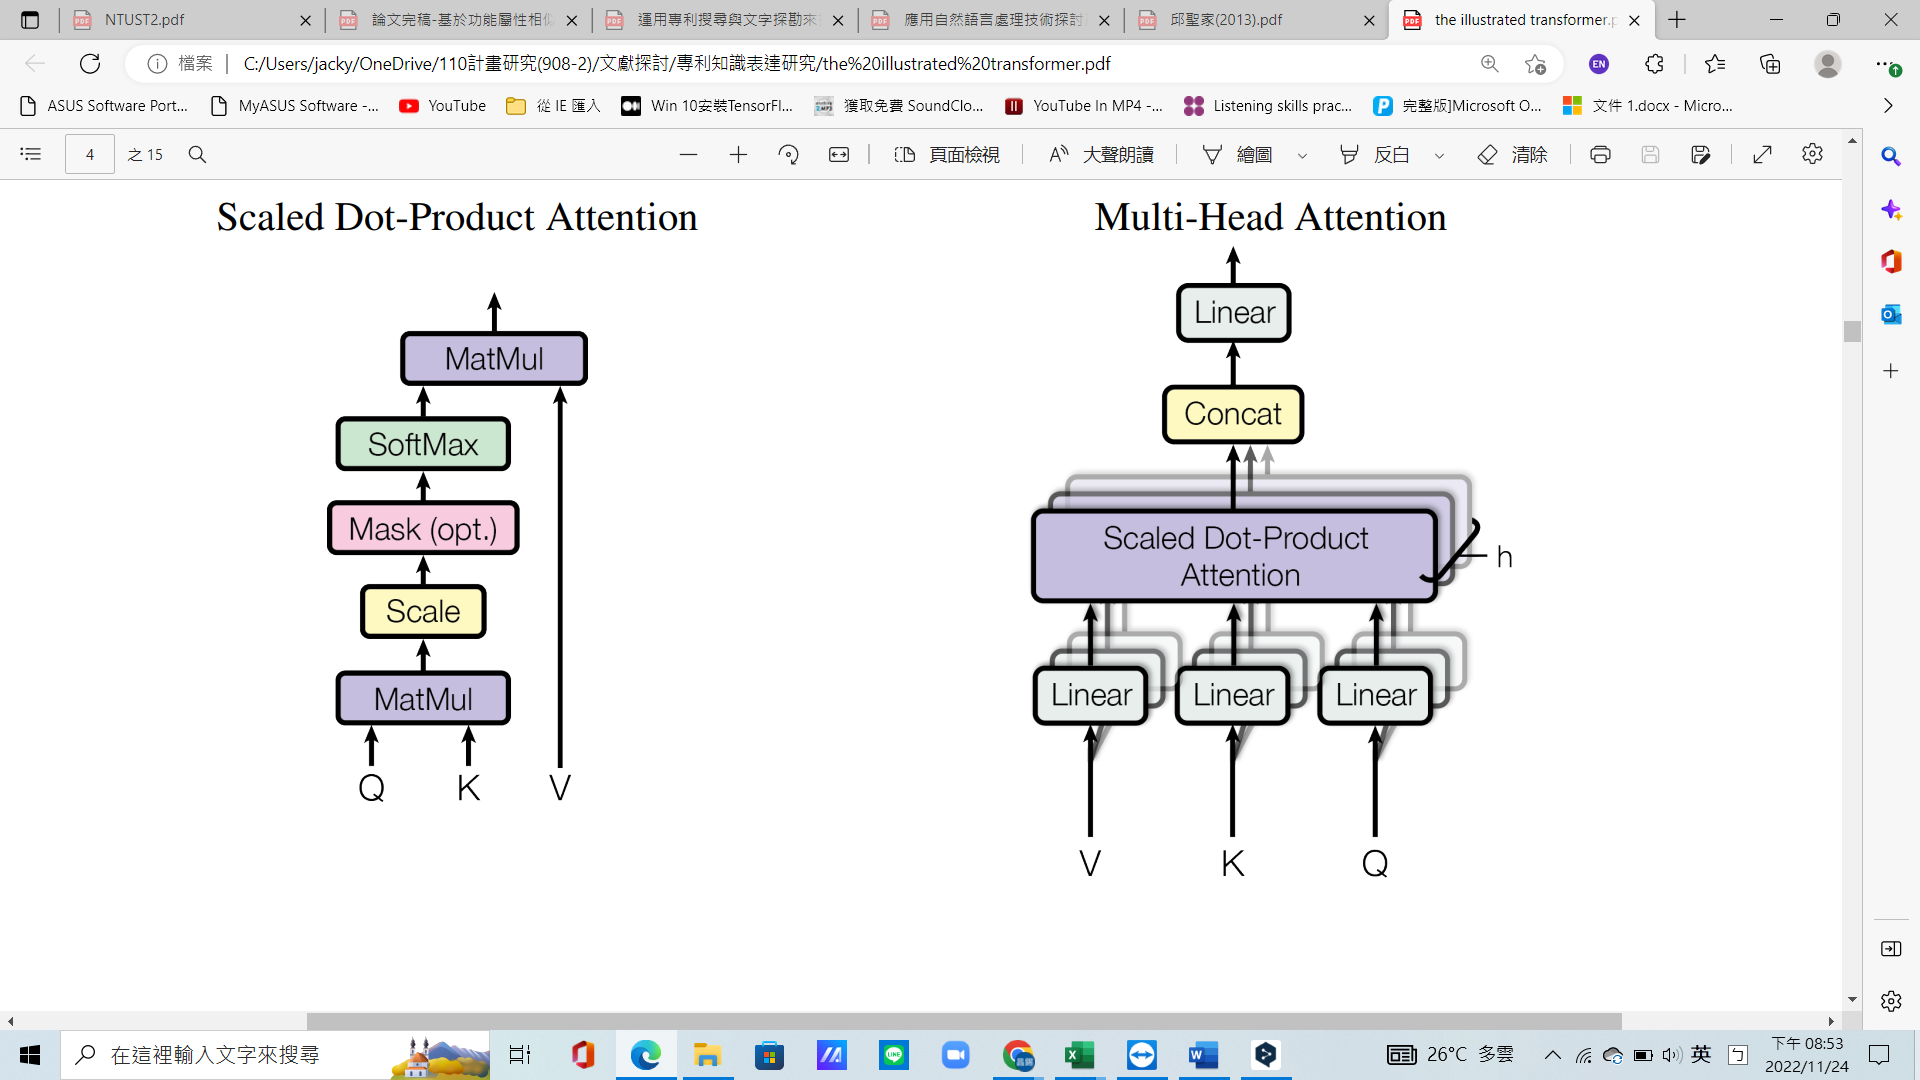 NTUST2.pdf
論文完稿-基於功能屬性相似
運用專利搜尋與文字探勘來
應用自然語言處理技術探討
邱聖家(2013).pdf
the illustrated transformer.p
檔案
C:/Users/jacky/OneDrive/110計畫研究(908-2)/文獻探討/專利知識表達研究/the%20illustrated%20transformer.pdf
EN
ASUS Software Port...
MyASUS Software -...
YouTube
從 IE 匯入
Win 10安裝TensorFl...
獲取免費 SoundClo...
YouTube In MP4 -...
Listening skills prac...
完整版]Microsoft O...
文件 1.docx - Micro...
4
之 15
頁面檢視
大聲朗讀
繪圖
反白
清除
Scaled Dot-Product Attention
MatMul
SoftMax
Mask (opt.)
Scale
MatMul
Q K V
Multi-Head Attention
Linear
Concat
Scaled Dot-Product
Attention
h
Linear Linear Linear
V K Q
在這裡輸入文字來搜尋
26°C 多雲
英
ㄅ
下午 08:53
2022/11/24